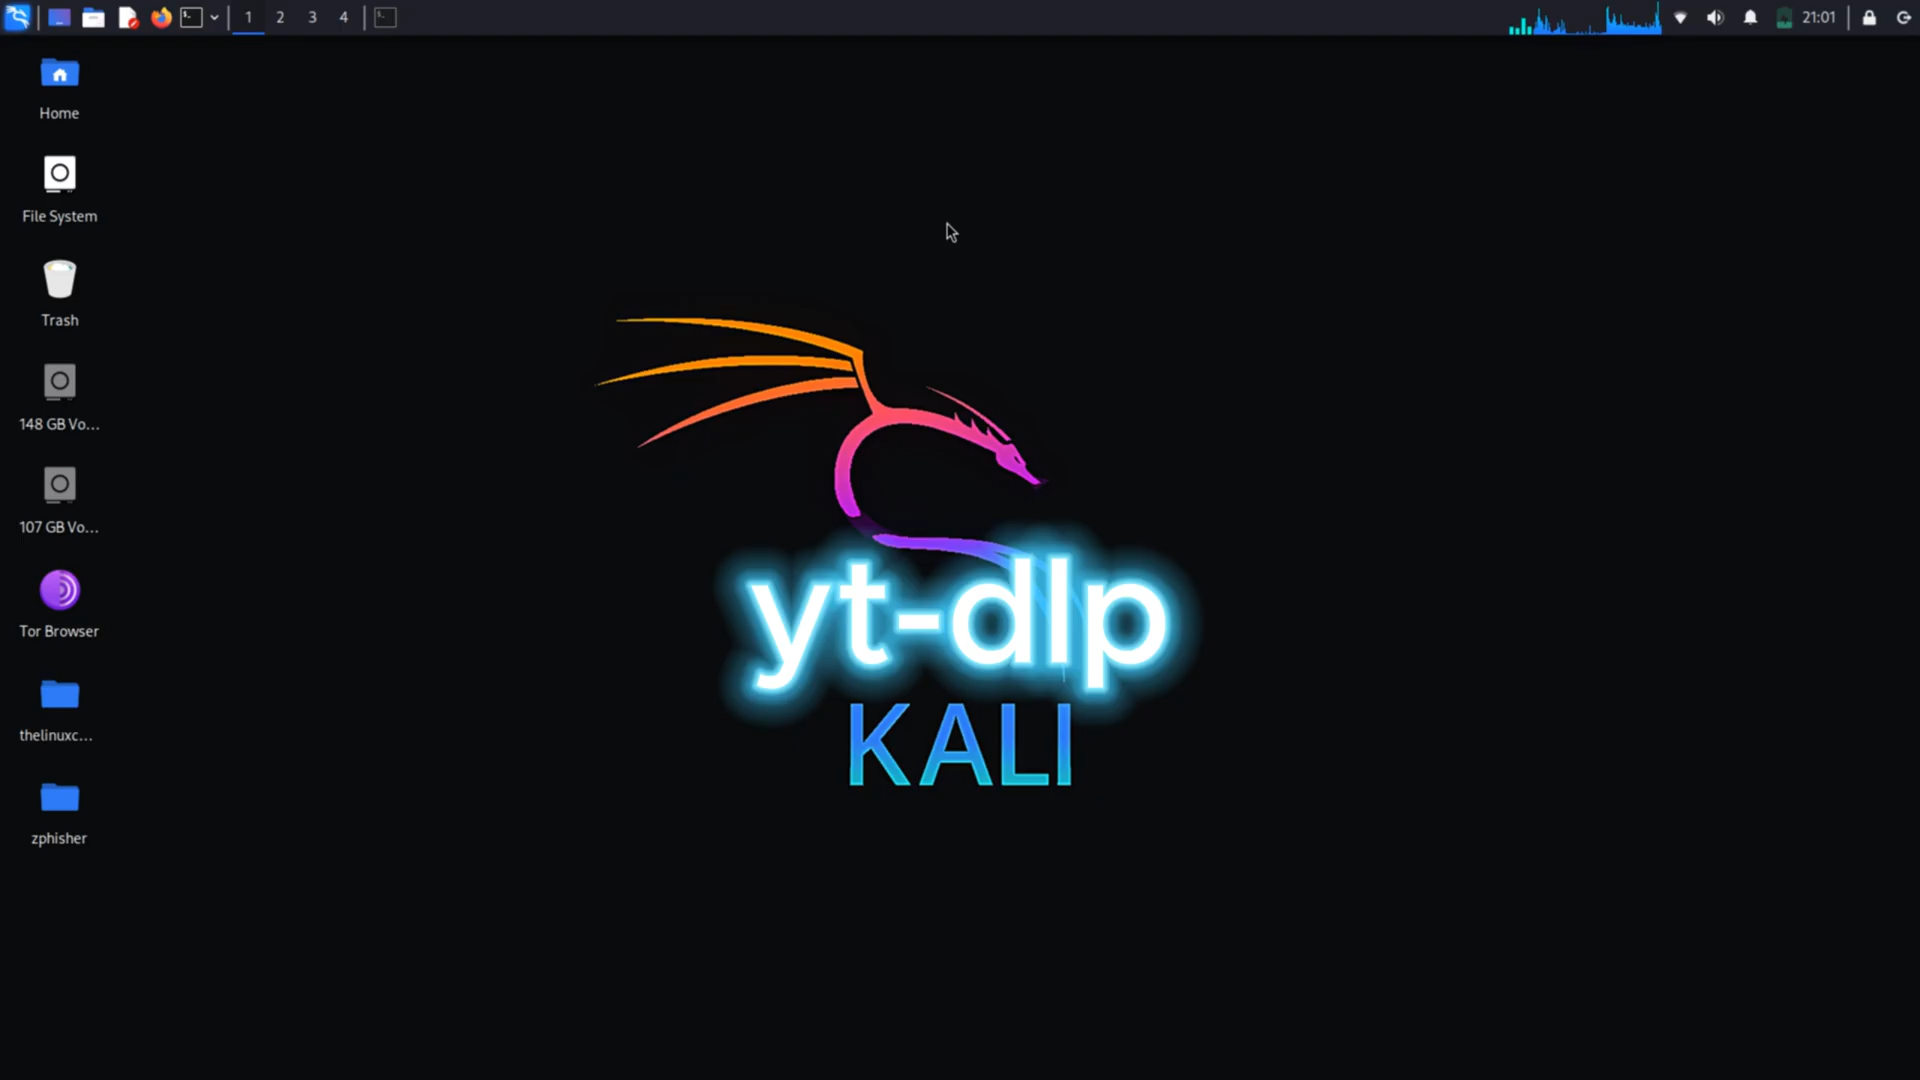 1 2 3 4
21:01
Home
File System
Trash
148 GB Vo...
107 GB Vo...
Tor Browser
thelinuxc...
zphisher
yt-dlp
KALI